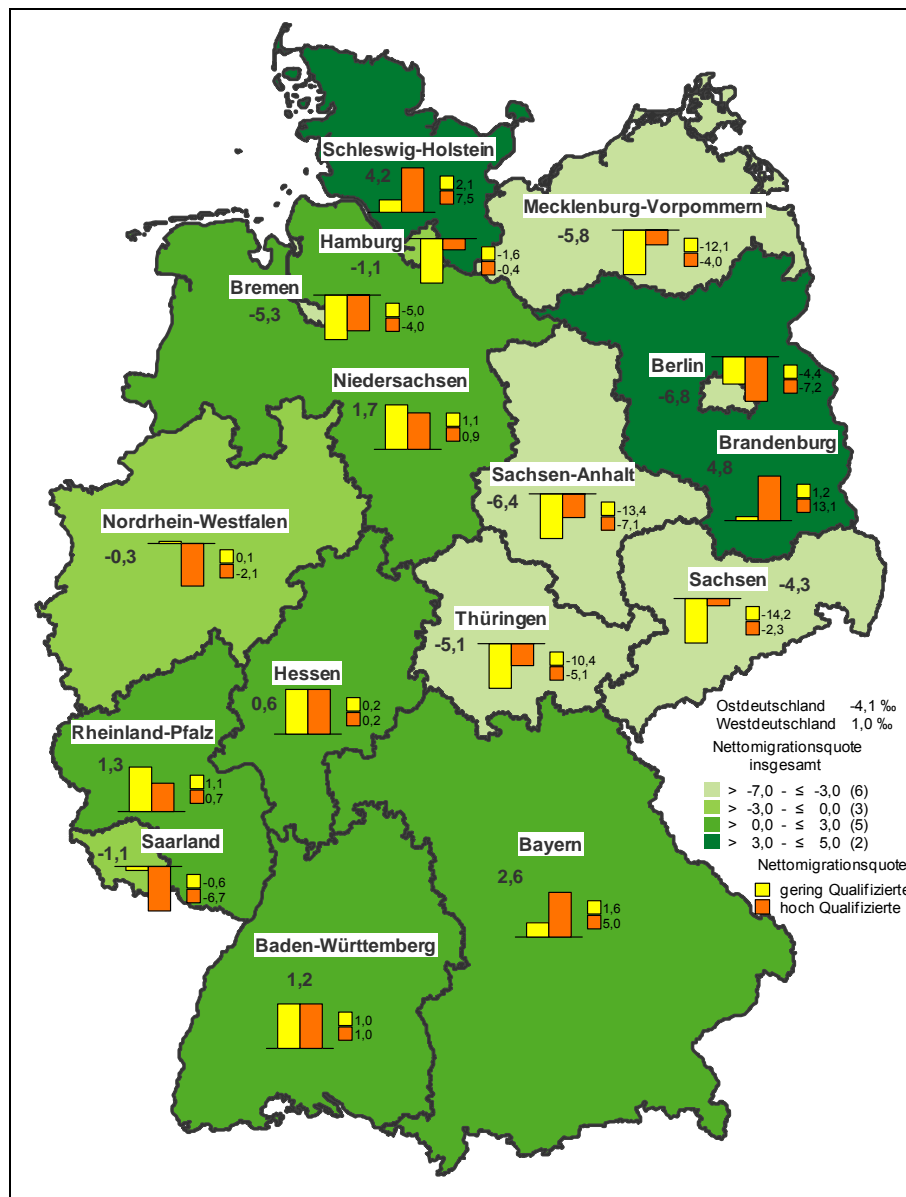 Schleswig-Holstein
4,2
2,1
7,5
Mecklenburg-Vorpommern
-5,8
-12,1
-4,0
Hamburg
-1,1
-1,6
-0,4
Bremen
-5,3
-5,0
-4,0
Berlin
-6,8
-4,4
-7,2
Niedersachsen
1,7
1,1
0,9
Brandenburg
4,8
1,2
13,1
Sachsen-Anhalt
-6,4
-13,4
-7,1
Nordrhein-Westfalen
-0,3
0,1
-2,1
Sachsen
-4,3
-14,2
-2,3
Thüringen
-5,1
-10,4
-5,1
Hessen
0,6
0,2
0,2
Rheinland-Pfalz
1,3
1,1
0,7
Saarland
-1,1
-0,6
-6,7
Bayern
2,6
1,6
5,0
Baden-Württemberg
1,2
1,0
1,0
Ostdeutschland -4,1 ‰
Westdeutschland 1,0 ‰
Nettomigrationsquote
insgesamt
> -7,0 - ≤ -3,0 (6)
> -3,0 - ≤ 0,0 (3)
> 0,0 - ≤ 3,0 (5)
> 3,0 - ≤ 5,0 (2)
Nettomigrationsquote
gering Qualifizierte
hoch Qualifizierte